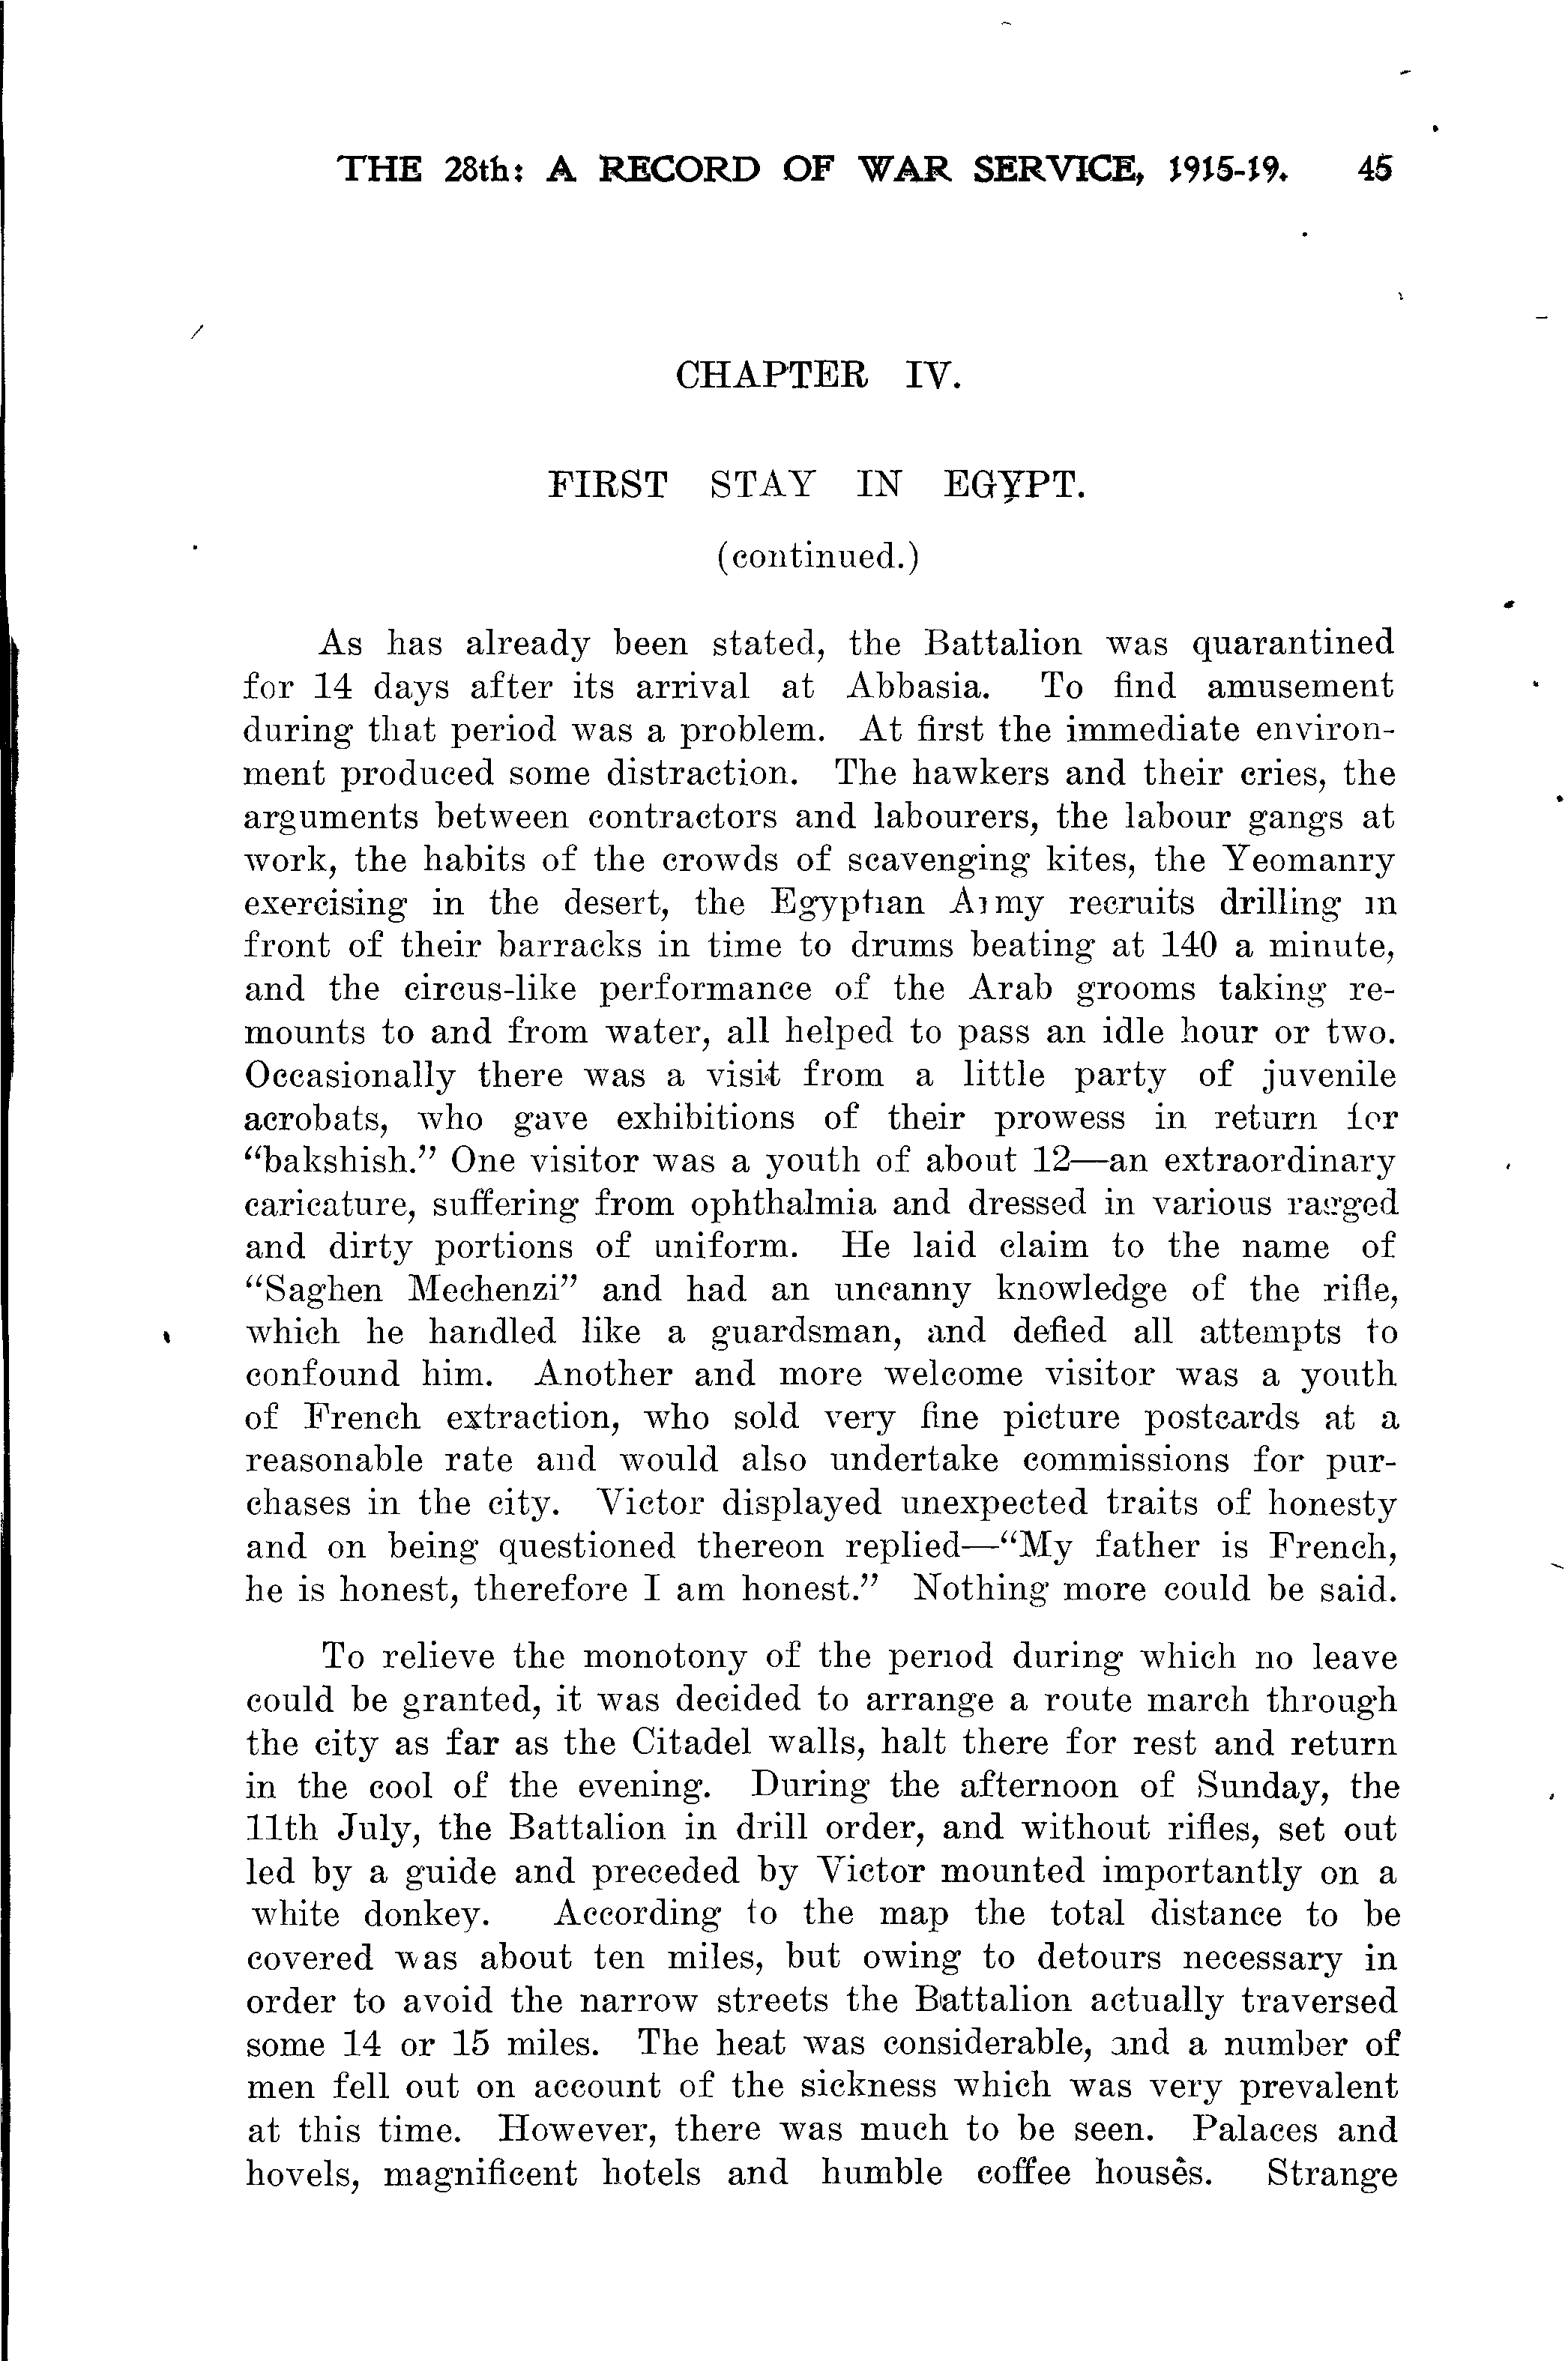 THE 28th: A RECORD OF WAR SERVICE, 1915-19. 45
CHAPTER IV.
FIRST STAY IN EGYPT.
(continued.)
As has already been stated, the Battalion was quarantined
for 14 days after its arrival at Abbasia. To find amusement
during that period was a problem. At first the immediate environ-
ment produced some distraction. The hawkers and their cries, the
arguments between contractors and labourers, the labour gangs at
work, the habits of the crowds of scavenging kites, the Yeomanry
exercising in the desert, the Egyptian Army recruits drilling in
front of their barracks in time to drums beating at 140 a minute,
and the circus-like performance of the Arab grooms taking re-
mounts to and from water, all helped to pass an idle hour or two.
Occasionally there was a visit from a little party of juvenile
acrobats, who gave exhibitions of their prowess in return for
"bakshish." One visitor was a youth of about 12—an extraordinary
caricature, suffering from ophthalmia and dressed in various ragged
and dirty portions of uniform. He laid claim to the name of
"Saghen Mechenzi" and had an uncanny knowledge of the rifle,
which he handled like a guardsman, and defied all attempts to
confound him. Another and more welcome visitor was a youth
of French extraction, who sold very fine picture postcards at a
reasonable rate and would also undertake commissions for pur-
chases in the city. Victor displayed unexpected traits of honesty
and on being questioned thereon replied—"My father is French,
he is honest, therefore I am honest." Nothing more could be said.
To relieve the monotony of the period during which no leave
could be granted, it was decided to arrange a route march through
the city as far as the Citadel walls, halt there for rest and return
in the cool of the evening. During the afternoon of Sunday, the
11th July, the Battalion in drill order, and without rifles, set out
led by a guide and preceded by Victor mounted importantly on a
white donkey. According to the map the total distance to be
covered was about ten miles, but owing to detours necessary in
order to avoid the narrow streets the Battalion actually traversed
some 14 or 15 miles. The heat was considerable, and a number of
men fell out on account of the sickness which was very prevalent
at this time. However, there was much to be seen. Palaces and
hovels, magnificent hotels and humble coffee houses. Strange